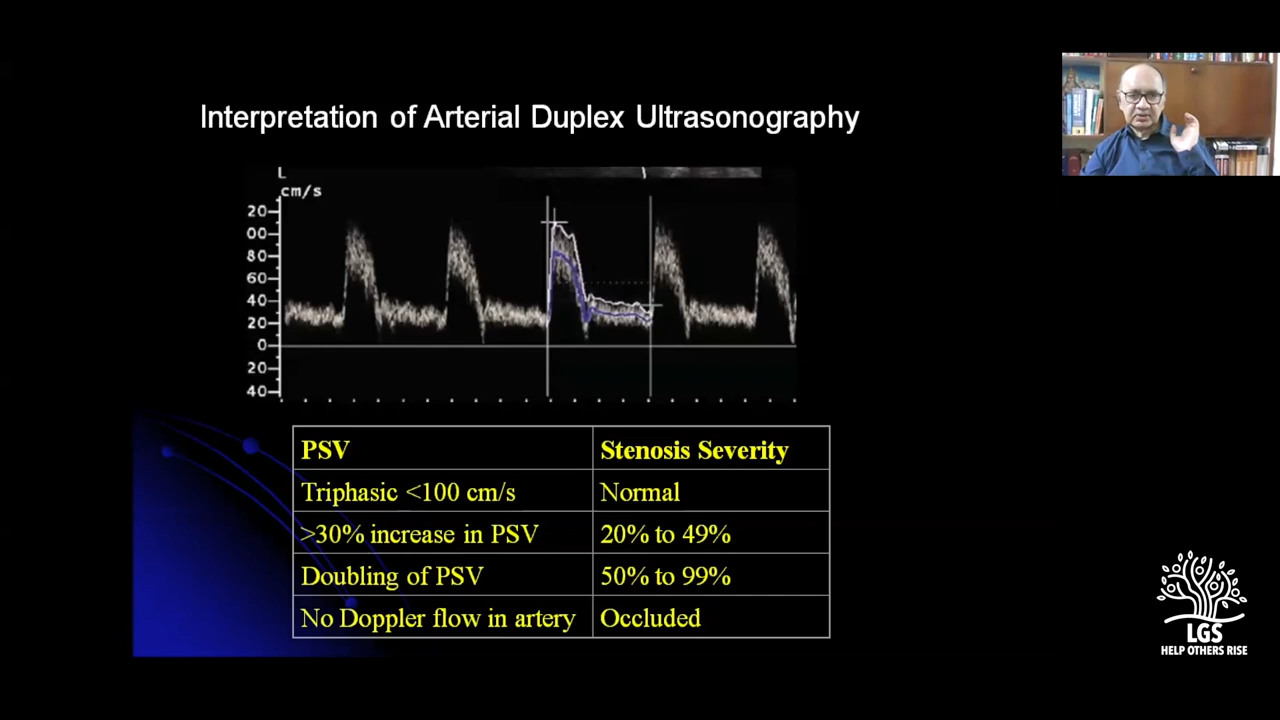 Interpretation of Arterial Duplex Ultrasonography
L
cm/s
20
00
80
60
40
20
0
20
40
PSV Stenosis Severity
Triphasic <100 cm/s Normal
>30% increase in PSV 20% to 49%
Doubling of PSV 50% to 99%
No Doppler flow in artery Occluded
LGS
HELP OTHERS RISE